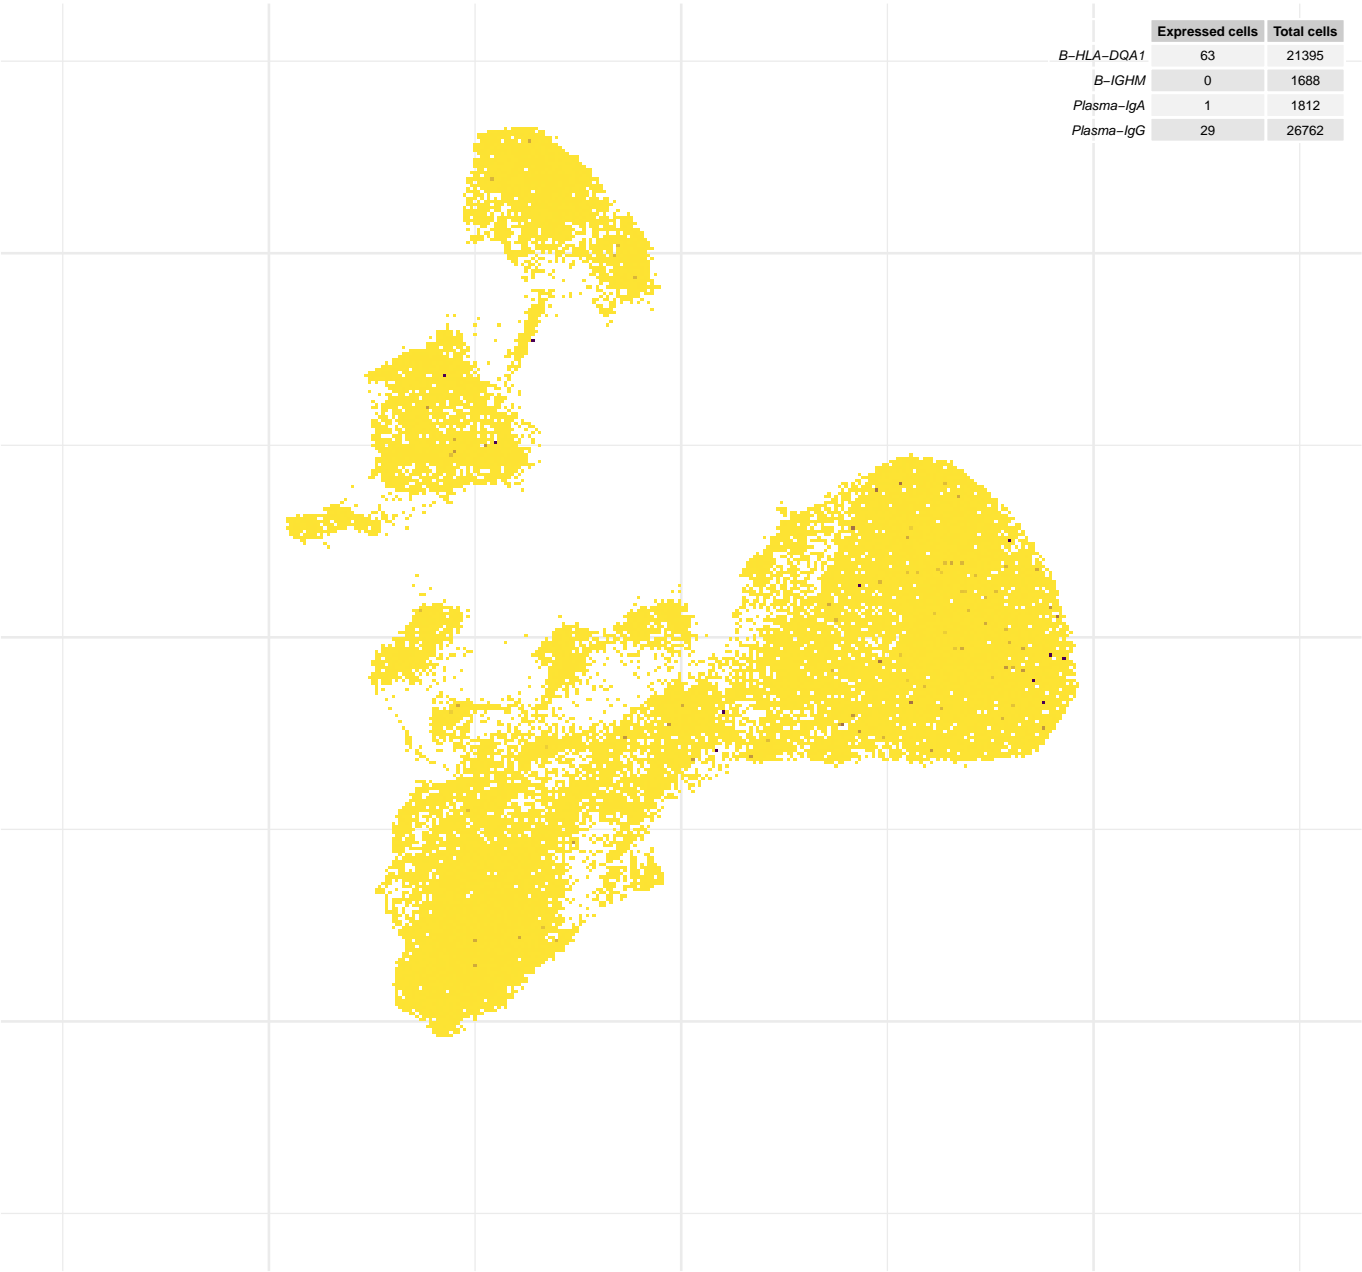 Expressed cells Total cells
B−HLA−DQA1 63 21395
B−IGHM 0 1688
Plasma−IgA 1 1812
Plasma−IgG 29 26762